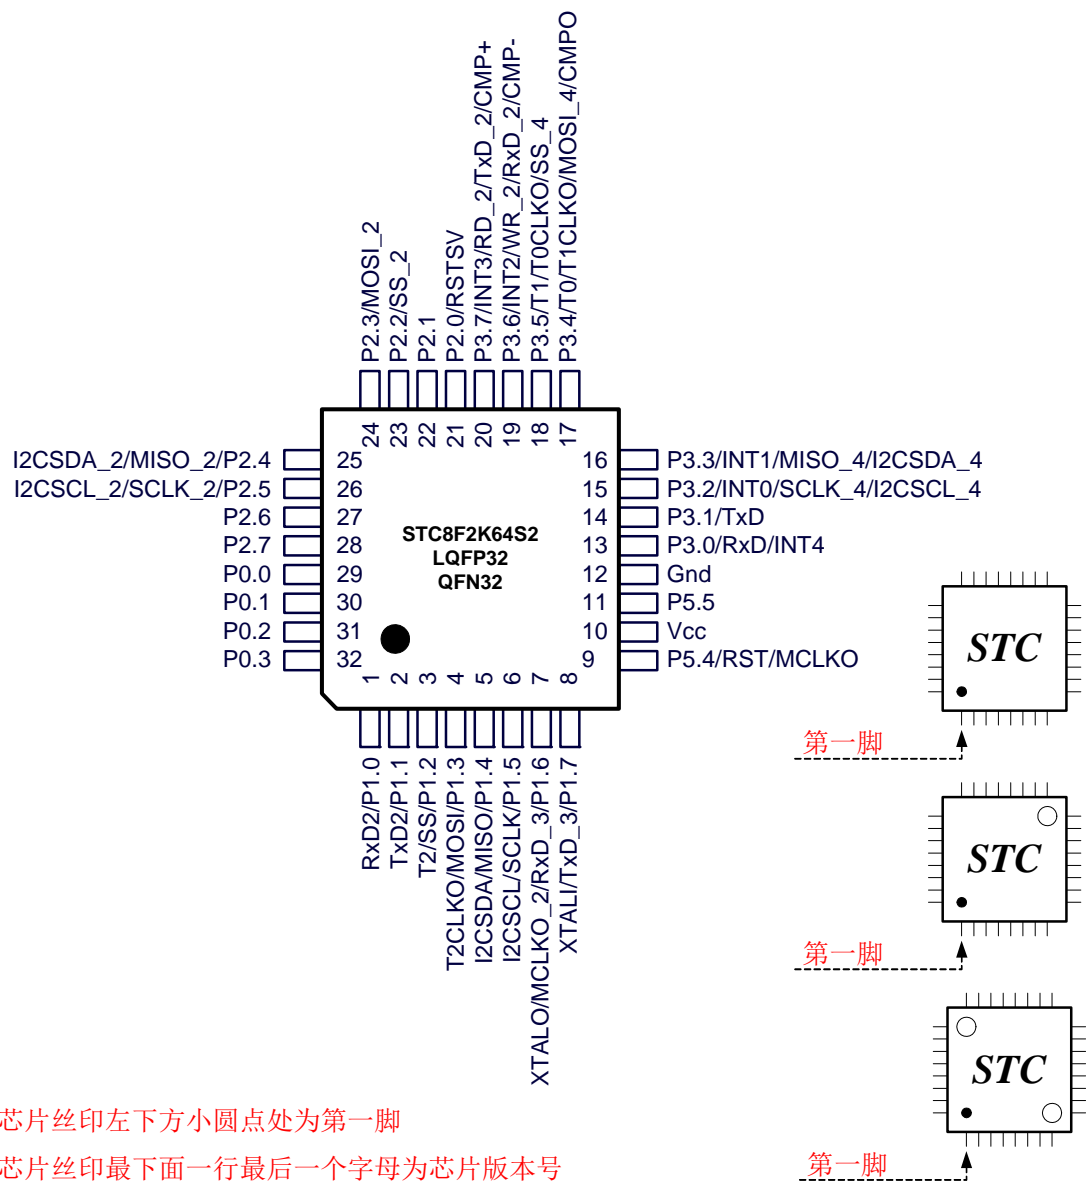 P2.3/MOSI_2
P2.2/SS_2
P2.1
P2.0/RSTSV
P3.7/INT3/RD_2/TxD_2/CMP+
P3.6/INT2/WR_2/RxD_2/CMP-
P3.5/T1/T0CLKO/SS_4
P3.4/T0/T1CLKO/MOSI_4/CMPO
24 23 22 21 20 19 18 17
I2CSDA_2/MISO_2/P2.4 25
I2CSCL_2/SCLK_2/P2.5 26
P2.6 27
P2.7 28
P0.0 29
P0.1 30
P0.2 31
P0.3 32
STC8F2K64S2
LQFP32
QFN32
16 P3.3/INT1/MISO_4/I2CSDA_4
15 P3.2/INT0/SCLK_4/I2CSCL_4
14 P3.1/TxD
13 P3.0/RxD/INT4
12 Gnd
11 P5.5
10 Vcc
9 P5.4/RST/MCLKO
1 2 3 4 5 6 7 8
RxD2/P1.0
TxD2/P1.1
T2/SS/P1.2
T2CLKO/MOSI/P1.3
I2CSDA/MISO/P1.4
I2CSCL/SCLK/P1.5
XTALO/MCLKO_2/RxD_3/P1.6
XTALI/TxD_3/P1.7
STC
第一脚
STC
第一脚
STC
第一脚
芯片丝印左下方小圆点处为第一脚
芯片丝印最下面一行最后一个字母为芯片版本号